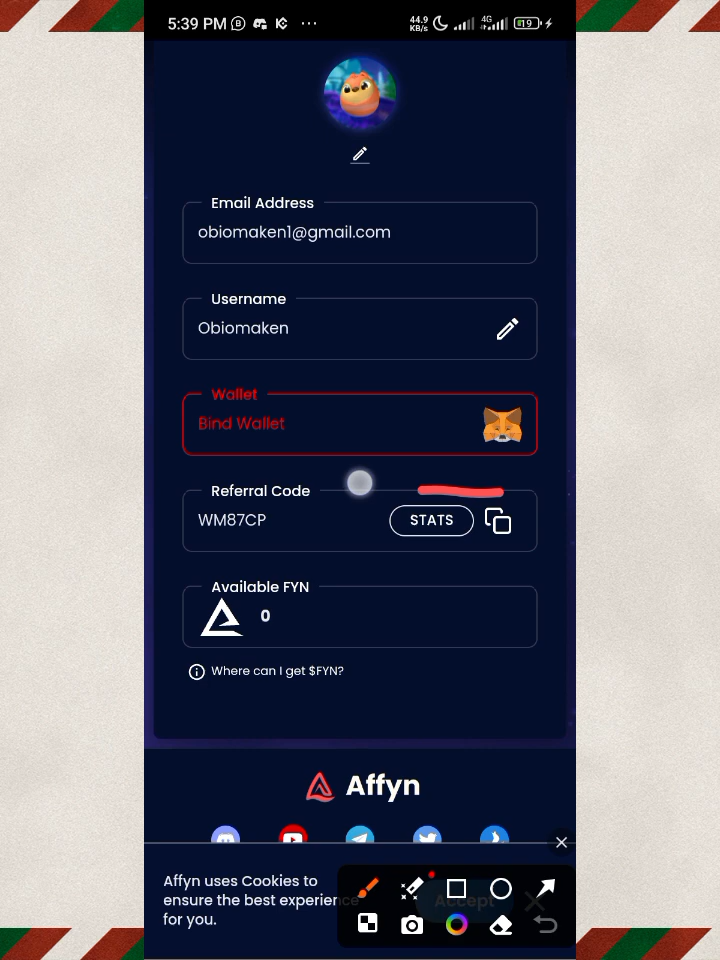 5:39 PM
44.9 KB/s
4G
19
Email Address
obiomaken1@gmail.com
Username
Obiomaken
Wallet
Bind Wallet
Referral Code
WM87CP
STATS
Available FYN
0
Where can I get $FYN?
Affyn
Affyn uses Cookies to
ensure the best experience
for you.
Accept